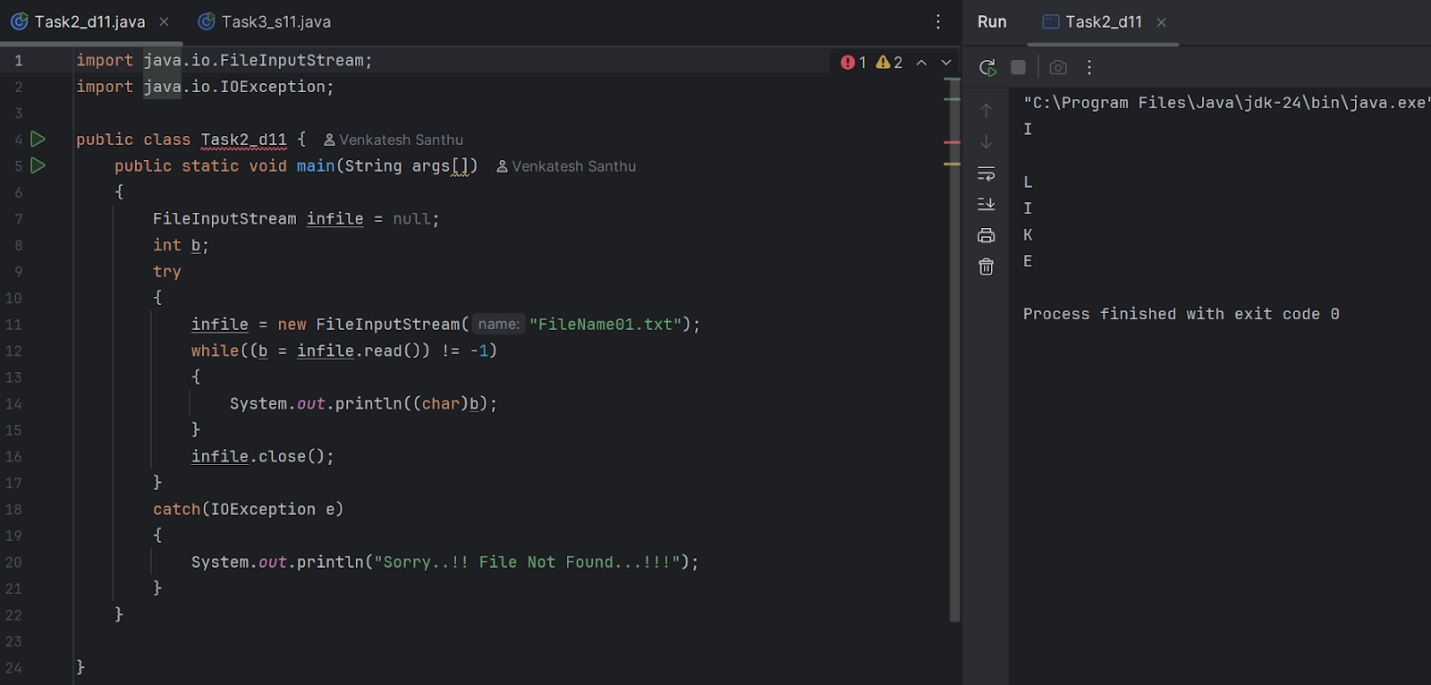 Task2_d11.java Task3_s11.java
1 import java.io.FileInputStream; 1 2
2 import java.io.IOException;
3
4 public class Task2_d11 { Venkatesh Santhu
5 public static void main(String args[]) Venkatesh Santhu
6 {
7 FileInputStream infile = null;
8 int b;
9 try
10 {
11 infile = new FileInputStream( name: "FileName01.txt");
12 while((b = infile.read()) != -1)
13 {
14 System.out.println((char)b);
15 }
16 infile.close();
17 }
18 catch(IOException e)
19 {
20 System.out.println("Sorry..!! File Not Found...!!!");
21 }
22 }
23
24 }
Run Task2_d11
"C:\Program Files\Java\jdk-24\bin\java.exe"
I
L
I
K
E
Process finished with exit code 0